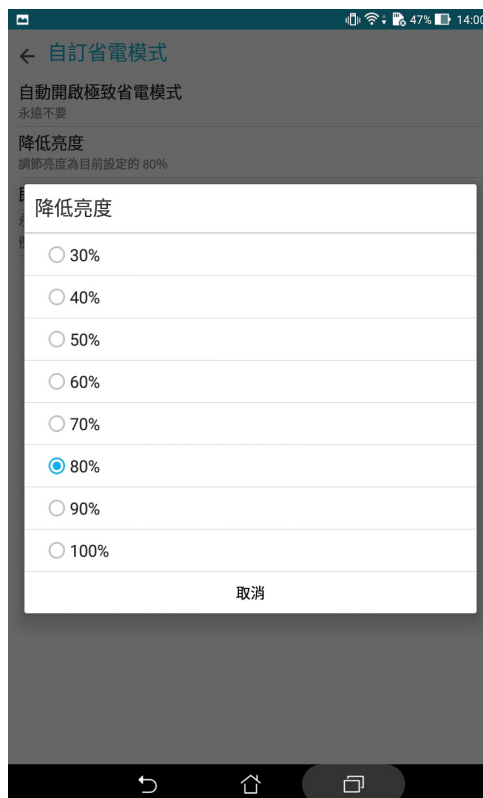 47% 14:00
自訂省電模式
自動開啟極致省電模式
永遠不要
降低亮度
調節亮度為目前設定的 80%
降低亮度
30%
40%
50%
60%
70%
80%
90%
100%
取消